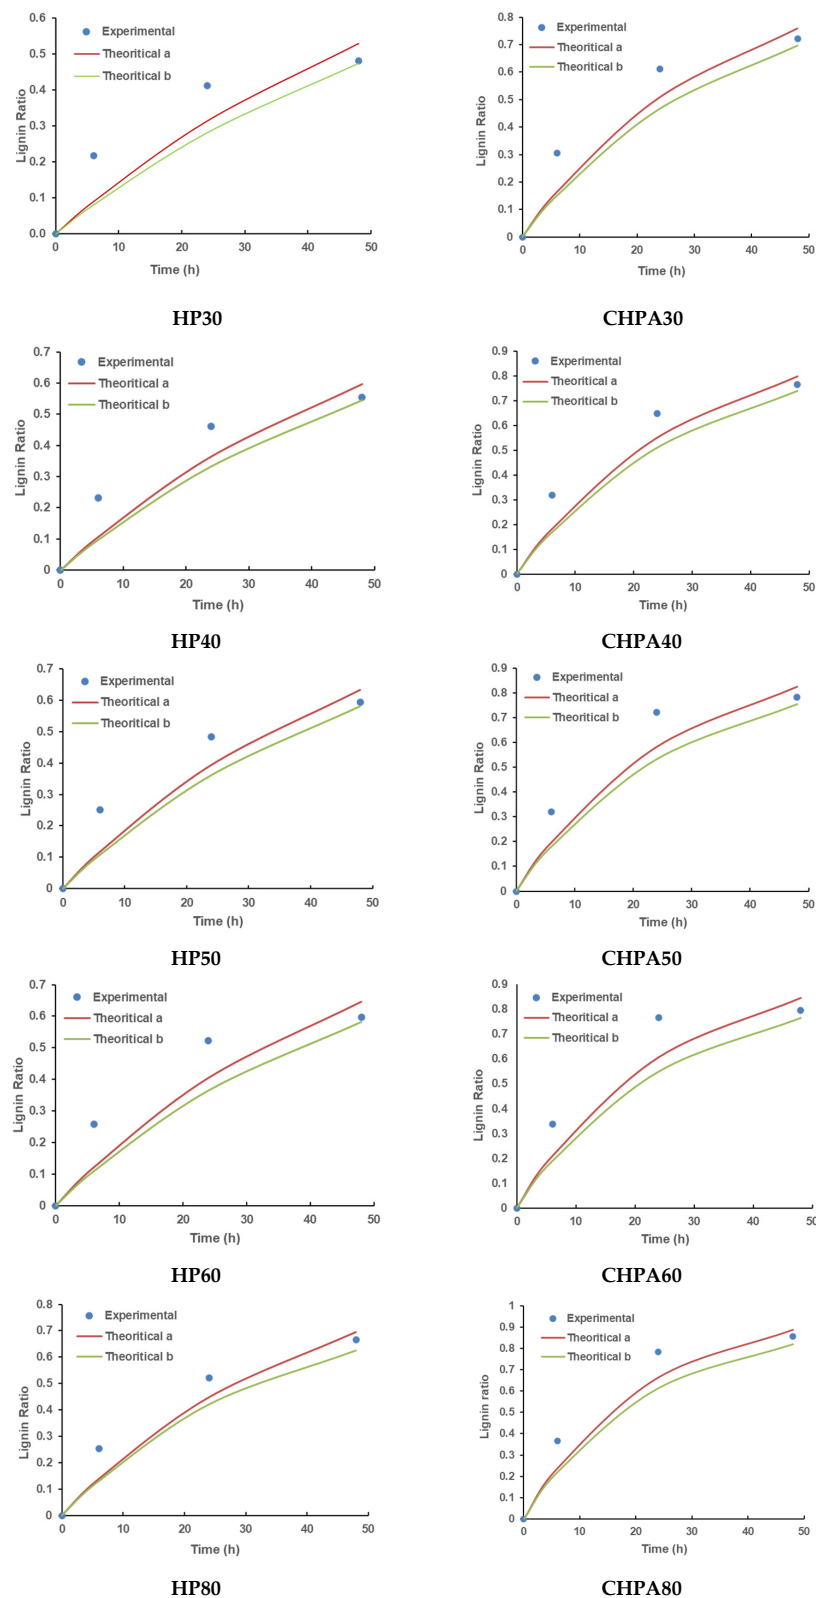 0.6
0.5
0.4
0.3
0.2
0.1
0.0
Lignin Ratio
Experimental
Theoritical a
Theoritical b
0 10 20 30 40 50
Time (h)
HP30
0.8
0.7
0.6
0.5
0.4
0.3
0.2
0.1
0
Lignin Ratio
Experimental
Theoritical a
Theoritical b
0 10 20 30 40 50
Time (h)
CHPA30
0.7
0.6
0.5
0.4
0.3
0.2
0.1
0
Lignin Ratio
Experimental
Theoritical a
Theoritical b
0 10 20 30 40 50
Time (h)
HP40
0.9
0.8
0.7
0.6
0.5
0.4
0.3
0.2
0.1
0
Lignin Ratio
Experimental
Theoritical a
Theoritical b
0 10 20 30 40 50
Time (h)
CHPA40
0.7
0.6
0.5
0.4
0.3
0.2
0.1
0
Lignin Ratio
Experimental
Theoritical a
Theoritical b
0 10 20 30 40 50
Time (h)
HP50
0.9
0.8
0.7
0.6
0.5
0.4
0.3
0.2
0.1
0
Lignin Ratio
Experimental
Theoritical a
Theoritical b
0 10 20 30 40 50
Time (h)
CHPA50
0.7
0.6
0.5
0.4
0.3
0.2
0.1
0
Lignin Ratio
Experimental
Theoritical a
Theoritical b
0 10 20 30 40 50
Time (h)
HP60
0.9
0.8
0.7
0.6
0.5
0.4
0.3
0.2
0.1
0
Lignin Ratio
Experimental
Theoritical a
Theoritical b
0 10 20 30 40 50
Time (h)
CHPA60
0.8
0.7
0.6
0.5
0.4
0.3
0.2
0.1
0
Lignin Ratio
Experimental
Theoritical a
Theoritical b
0 10 20 30 40 50
Time (h)
HP80
1
0.9
0.8
0.7
0.6
0.5
0.4
0.3
0.2
0.1
0
Lignin ratio
Experimental
Theoritical a
Theoritical b
0 10 20 30 40 50
Time (h)
CHPA80